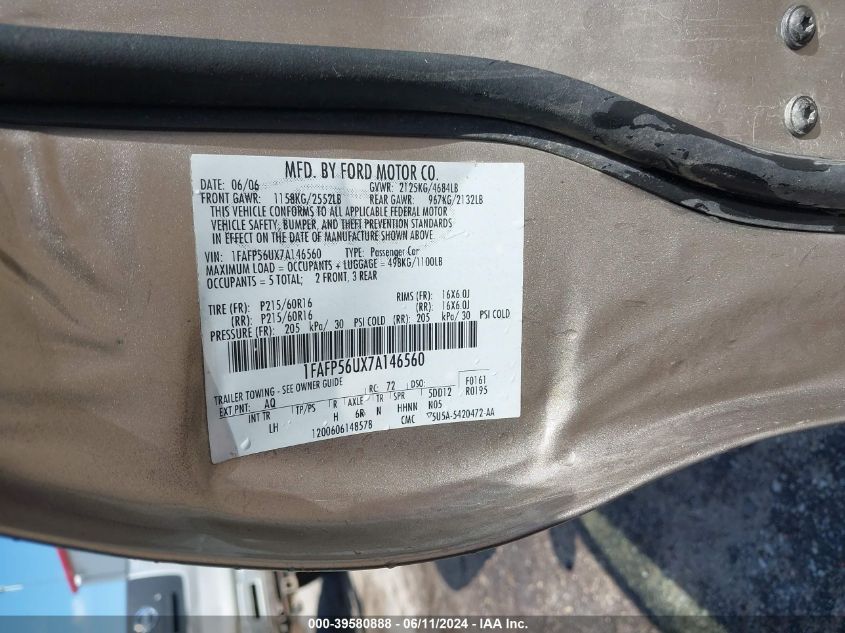 MFD. BY FORD MOTOR CO.
DATE: 06/06 GVWR: 2125KG/4684LB
FRONT GAWR: 1158KG/2552LB REAR GAWR: 967KG/2132LB
THIS VEHICLE CONFORMS TO ALL APPLICABLE FEDERAL MOTOR
VEHICLE SAFETY, BUMPER, AND THEFT PREVENTION STANDARDS
IN EFFECT ON THE DATE OF MANUFACTURE SHOWN ABOVE.
VIN: 1FAFP56UX7A146560 TYPE: Passenger Car
MAXIMUM LOAD = OCCUPANTS + LUGGAGE = 498KG/1100LB
OCCUPANTS = 5 TOTAL; 2 FRONT, 3 REAR
TIRE (FR): P215/60R16 RIMS (FR): 16X6.0J
(RR): P215/60R16 (RR): 16X6.0J
PRESSURE (FR): 205 kPa/ 30 PSI COLD (RR): 205 kPa/ 30 PSI COLD
1FAFP56UX7A146560
TRAILER TOWING - SEE OWNER GUIDE RC: 72 DSO: F0161
EXT PNT: AQ 5DD12 R0195
INT TR TP/PS R AXLE TR SPR N05
LH H 6R N HHNN
1200606148578 CMC 5U5A-5420472-AA
000-39580888 - 06/11/2024 - IAA Inc.